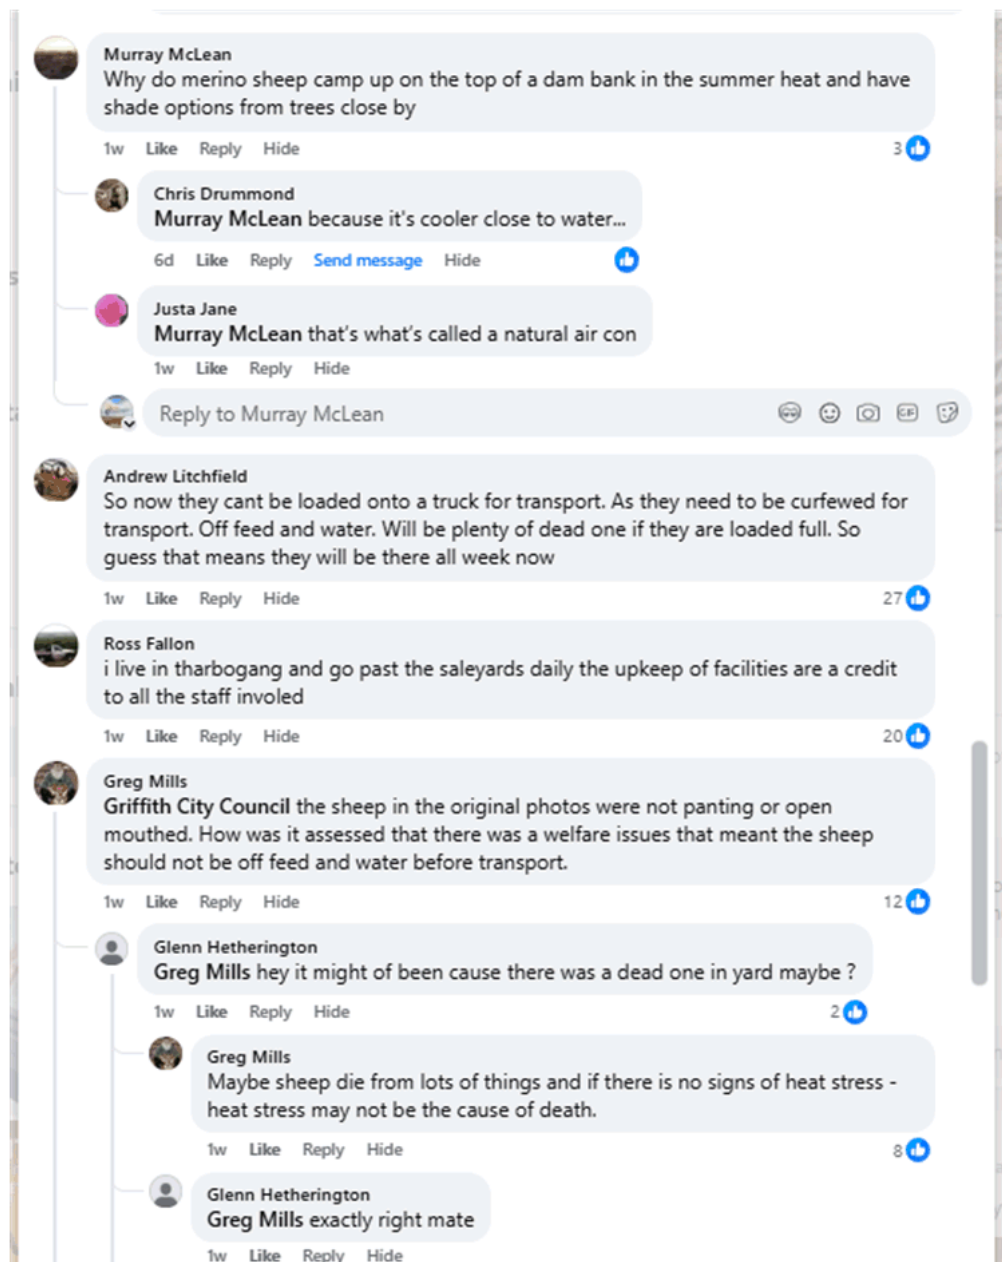 Murray McLean
Why do merino sheep camp up on the top of a dam bank in the summer heat and have
shade options from trees close by
1w Like Reply Hide 3
Chris Drummond
Murray McLean because it's cooler close to water...
6d Like Reply Send message Hide
Justa Jane
Murray McLean that's what's called a natural air con
1w Like Reply Hide
Reply to Murray McLean GIF
Andrew Litchfield
So now they cant be loaded onto a truck for transport. As they need to be curfewed for
transport. Off feed and water. Will be plenty of dead one if they are loaded full. So
guess that means they will be there all week now
1w Like Reply Hide 27
Ross Fallon
i live in tharbogang and go past the saleyards daily the upkeep of facilities are a credit
to all the staff involed
1w Like Reply Hide 20
Greg Mills
Griffith City Council the sheep in the original photos were not panting or open
mouthed. How was it assessed that there was a welfare issues that meant the sheep
should not be off feed and water before transport.
1w Like Reply Hide 12
Glenn Hetherington
Greg Mills hey it might of been cause there was a dead one in yard maybe ?
1w Like Reply Hide 2
Greg Mills
Maybe sheep die from lots of things and if there is no signs of heat stress -
heat stress may not be the cause of death.
1w Like Reply Hide 8
Glenn Hetherington
Greg Mills exactly right mate
1w Like Reply Hide